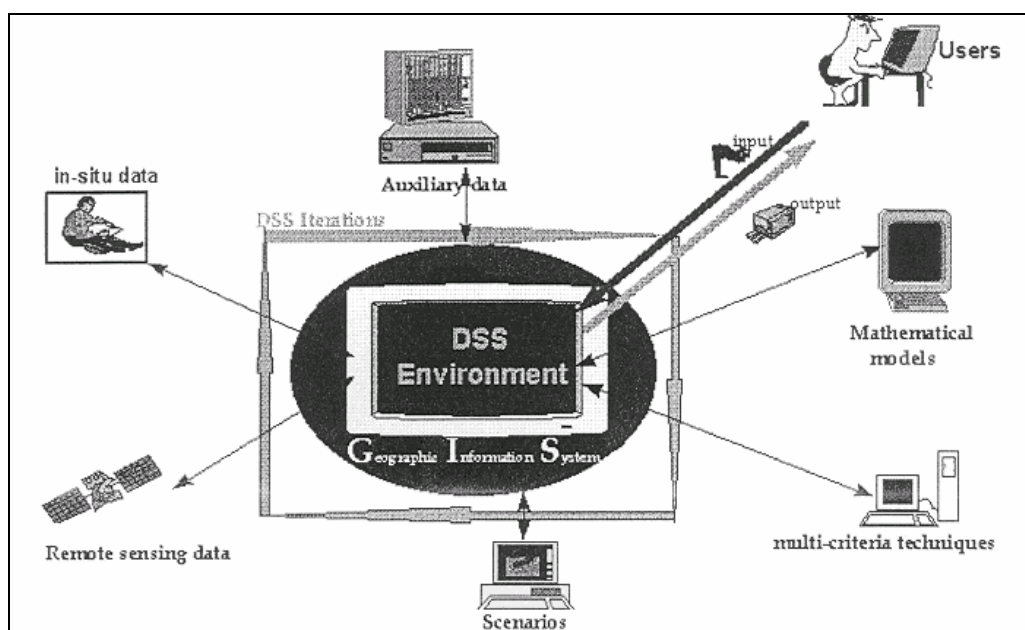 Users
input
Auxiliary data
in-situ data
output
DSS Iterations
DSS
Environment
Mathematical
models
Geographic Information System
Remote sensing data
multi-criteria techniques
Scenarios